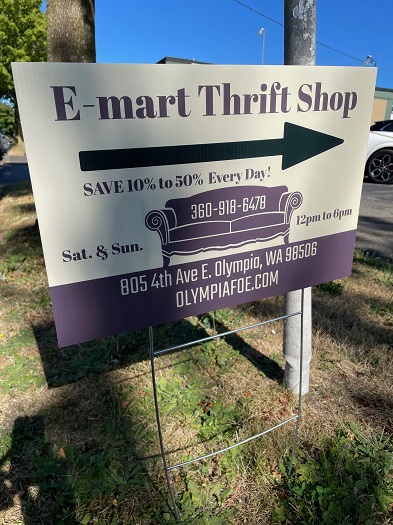 E-mart Thrift Shop
SAVE 10% to 50% Every Day!
360-918-6478
Sat. & Sun.
12pm to 6pm
805 4th Ave E. Olympia, WA 98506
OLYMPIAFOE.COM